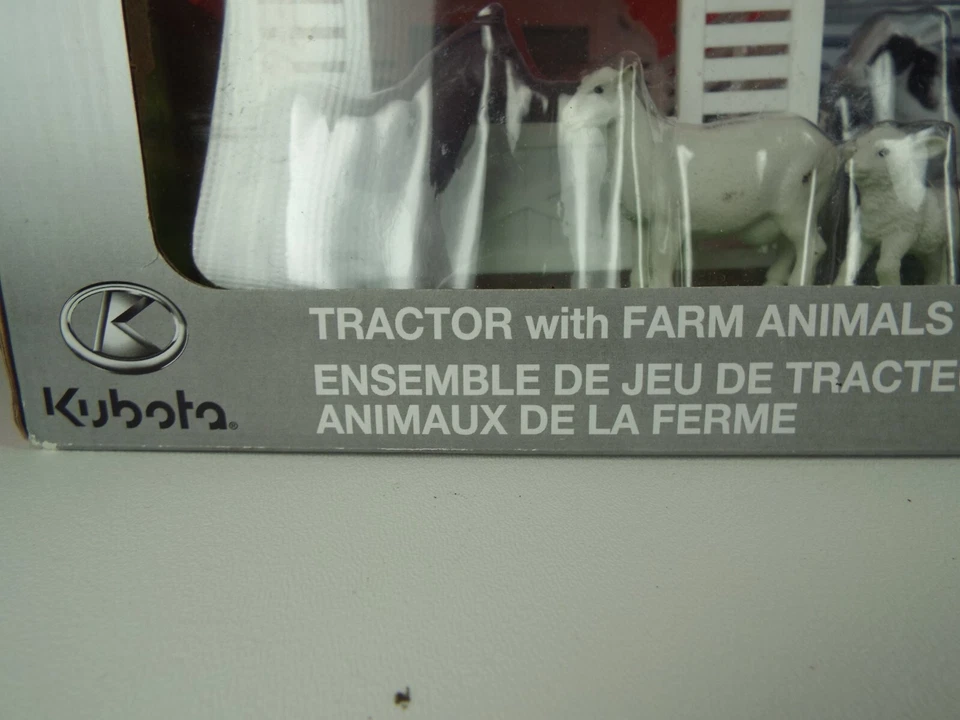 TRACTOR with FARM ANIMALS
ENSEMBLE DE JEU DE
ANIMAUX DE LA FERME
Kubota®